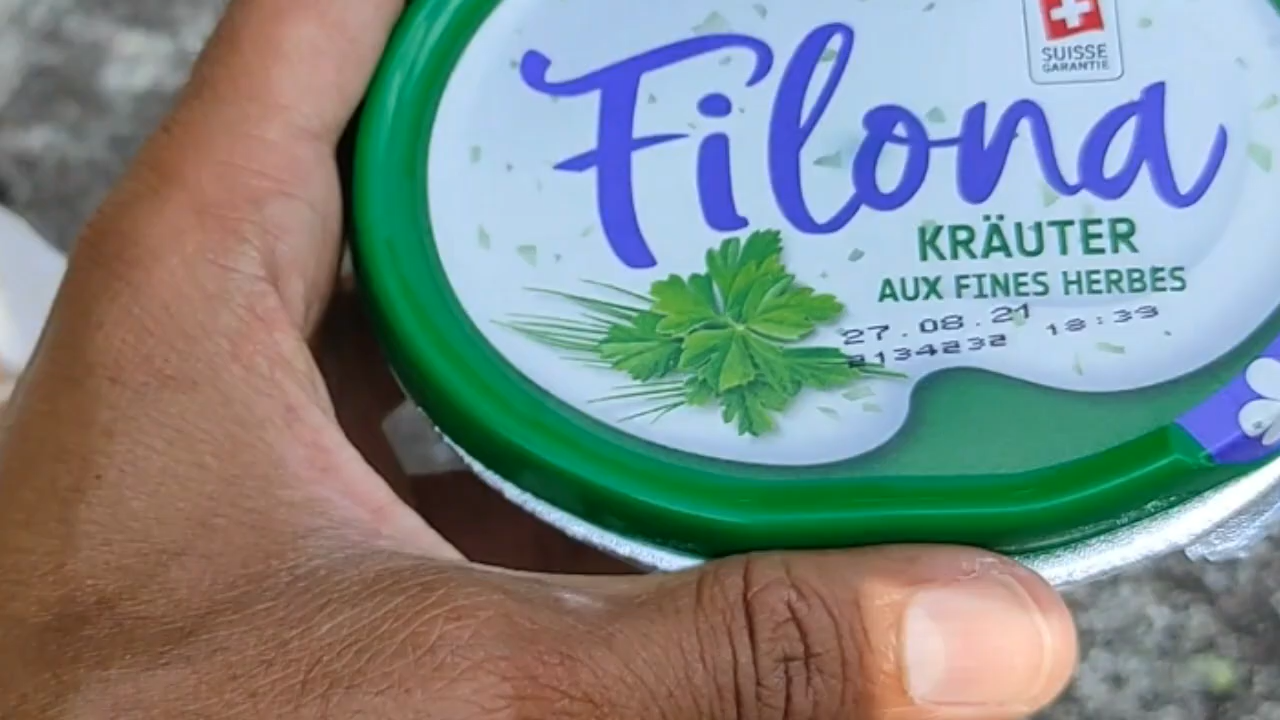 SUISSE
GARANTIE
Filona
KRÄUTER
AUX FINES HERBES
27.08.21 18:39
2134232